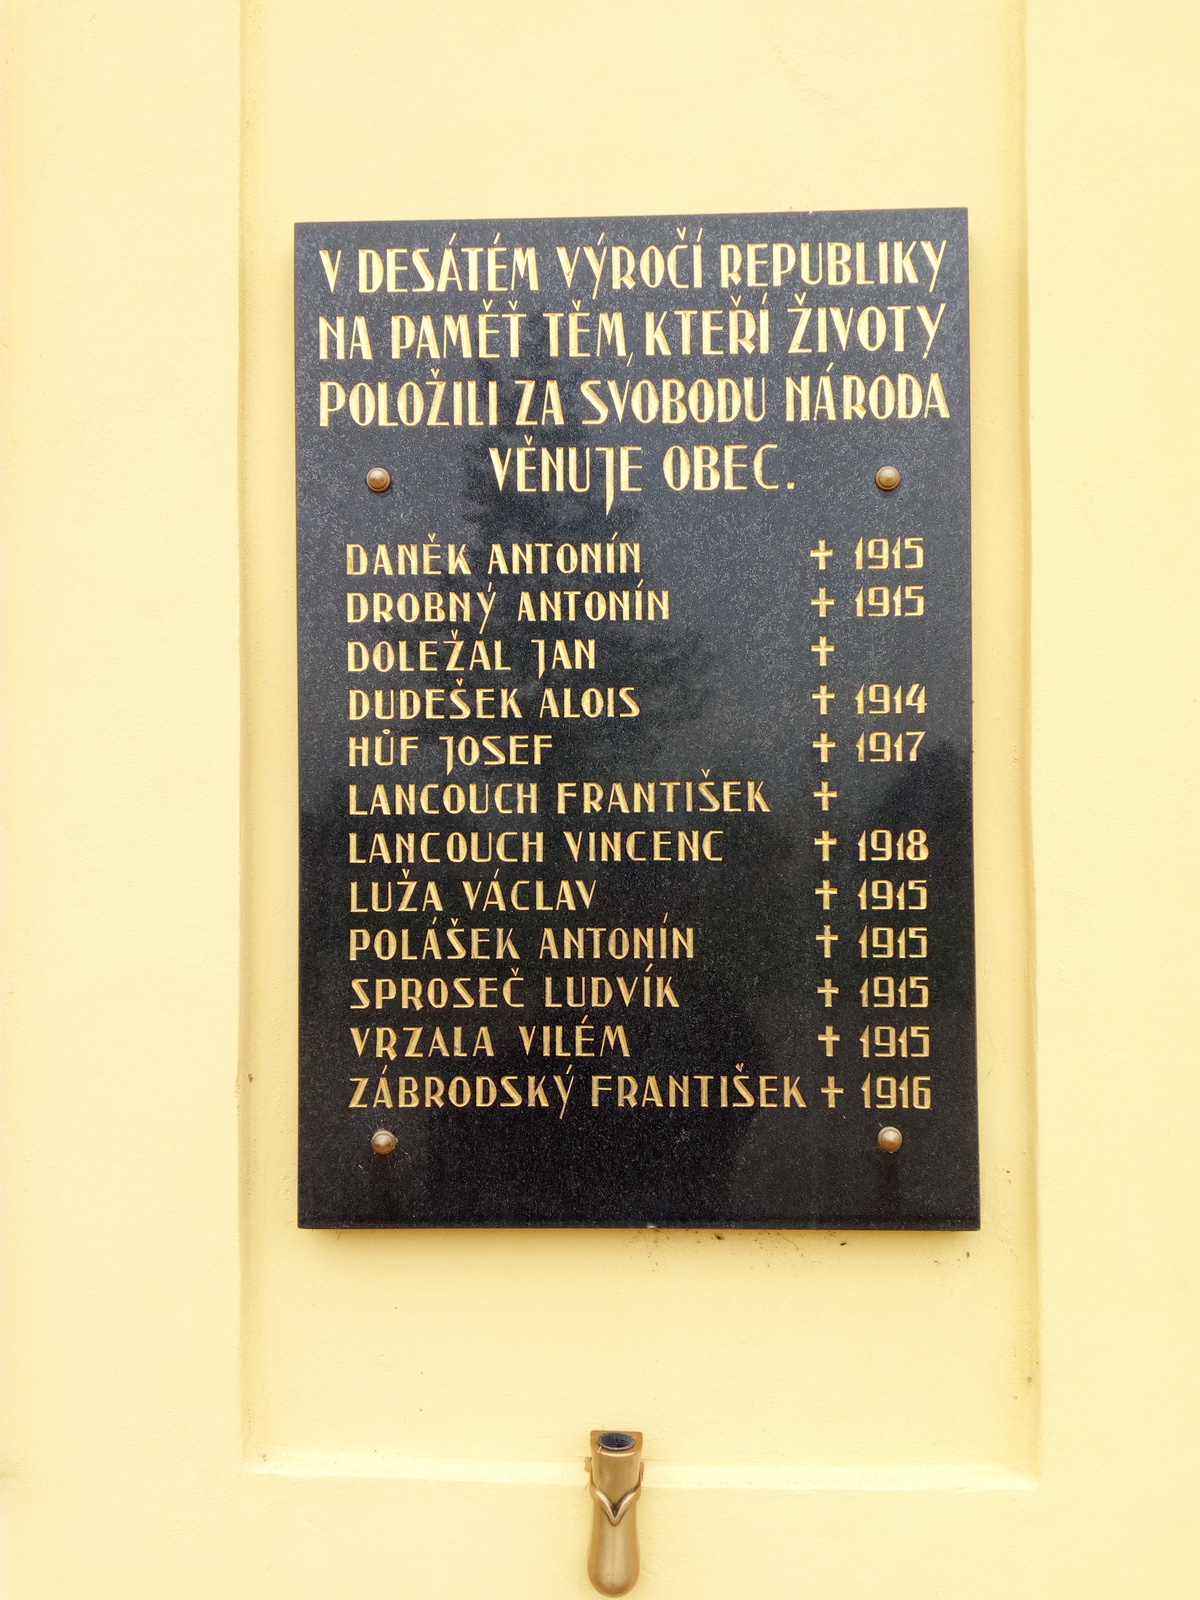 V DESÁTÉM VÝROČÍ REPUBLIKY
NA PAMĚŤ TĚM, KTEŘÍ ŽIVOTY
POLOŽILI ZA SVOBODU NÁRODA
VĚNUJE OBEC.
DANĚK ANTONÍN ✝ 1915
DROBNÝ ANTONÍN ✝ 1915
DOLEŽAL JAN ✝
DUDEŠEK ALOIS ✝ 1914
HŮF JOSEF ✝ 1917
LANCOUCH FRANTIŠEK ✝
LANCOUCH VINCENC ✝ 1918
LUŽA VÁCLAV ✝ 1915
POLÁŠEK ANTONÍN ✝ 1915
SPROSEČ LUDVÍK ✝ 1915
VRZALA VILÉM ✝ 1915
ZÁBRODSKÝ FRANTIŠEK ✝ 1916